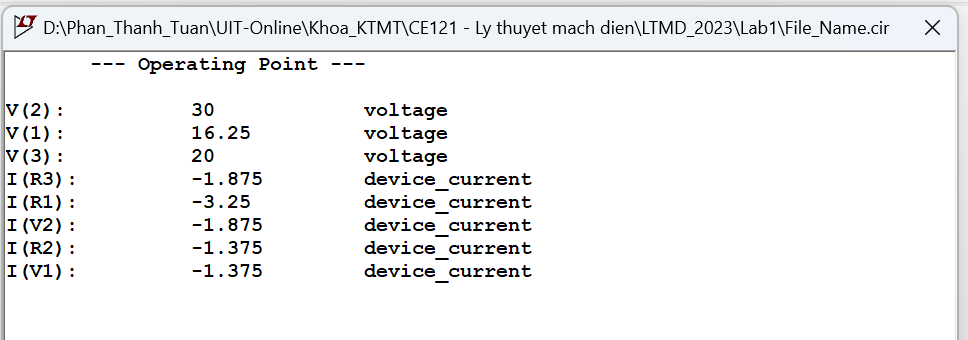 D:\Phan_Thanh_Tuan\UIT-Online\Khoa_KTMT\CE121 - Ly thuyet mach dien\LTMD_2023\Lab1\File_Name.cir
--- Operating Point ---
V(2): 30 voltage
V(1): 16.25 voltage
V(3): 20 voltage
I(R3): -1.875 device_current
I(R1): -3.25 device_current
I(V2): -1.875 device_current
I(R2): -1.375 device_current
I(V1): -1.375 device_current